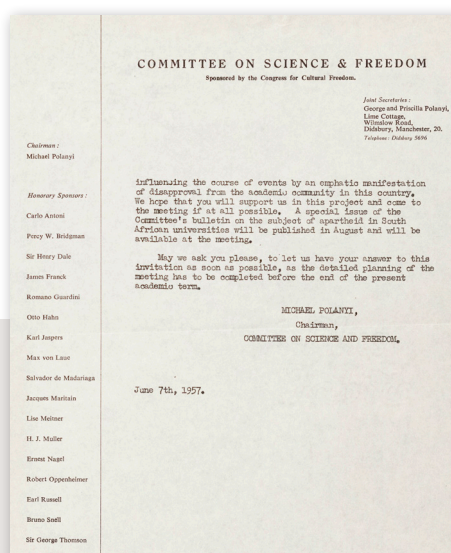 COMMITTEE ON SCIENCE & FREEDOM
Sponsored by the Congress for Cultural Freedom.
Joint Secretaries:
George and Priscilla Polanyi,
Lime Cottage,
Wilmslow Road,
Didsbury, Manchester, 20.
Telephone: Didsbury 5696
Chairman:
Michael Polanyi
Honorary Sponsors:
Carlo Antoni
Percy W. Bridgman
Sir Henry Dale
James Franck
Romano Guardini
Otto Hahn
Karl Jaspers
Max von Laue
Salvador de Madariaga
Jacques Maritain
Lise Meitner
H. J. Muller
Ernest Nagel
Robert Oppenheimer
Earl Russell
Bruno Snell
Sir George Thomson
influencing the course of events by an emphatic manifestation
of disapproval from the academic community in this country.
We hope that you will support us in this project and come to
the meeting if at all possible. A special issue of the
Committee's bulletin on the subject of apartheid in South
African universities will be published in August and will be
available at the meeting.
May we ask you please, to let us have your answer to this
invitation as soon as possible, as the detailed planning of the
meeting has to be completed before the end of the present
academic term.
MICHAEL POLANYI,
Chairman,
COMMITTEE ON SCIENCE AND FREEDOM.
June 7th, 1957.